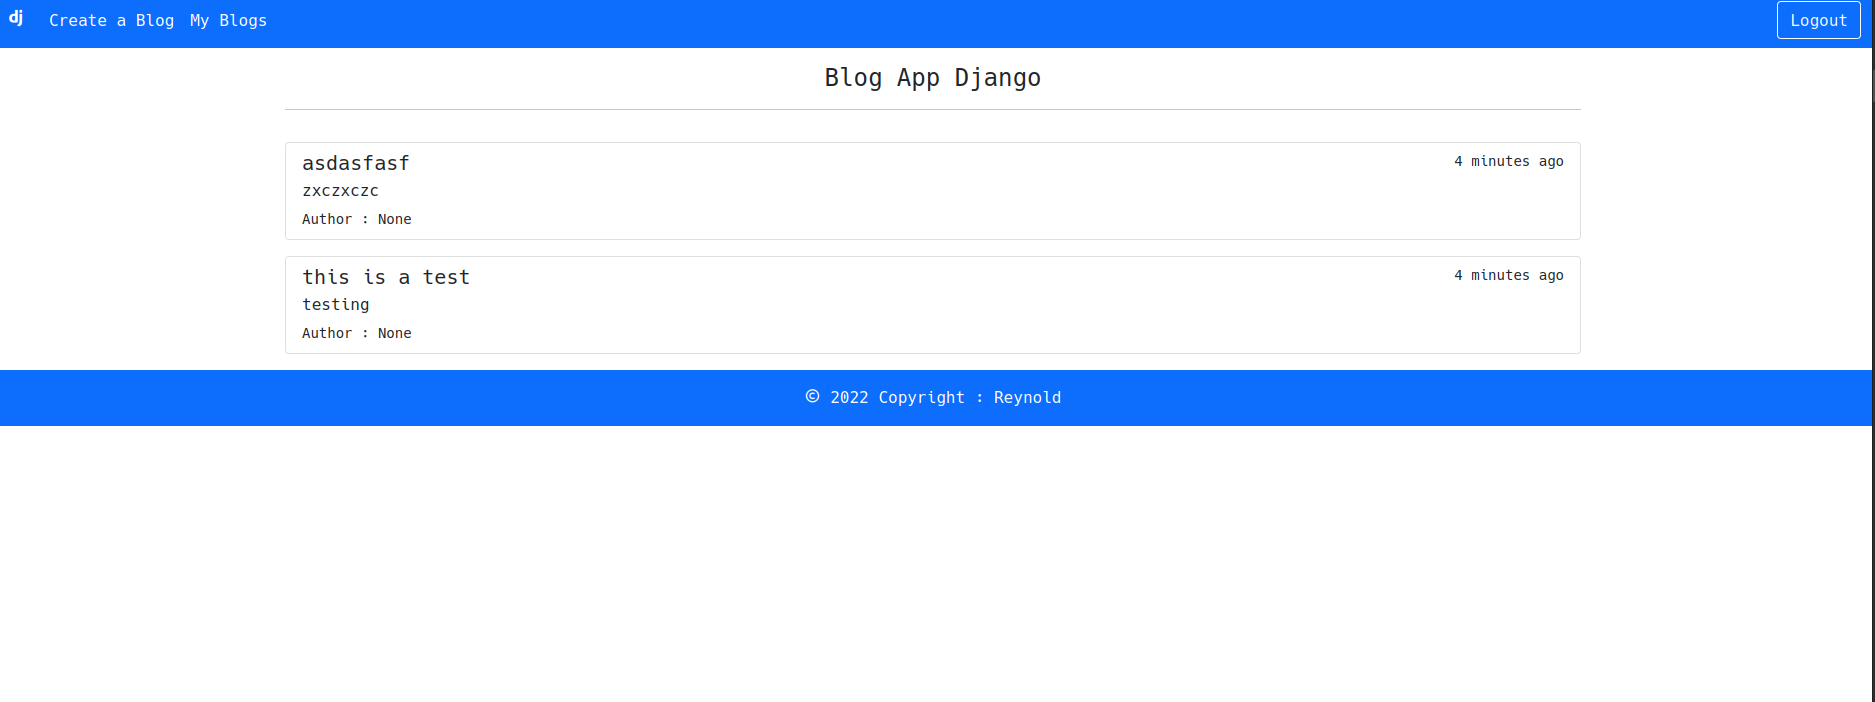 dj Create a Blog My Blogs Logout
Blog App Django
asdasfasf 4 minutes ago
zxczxczc
Author : None
this is a test 4 minutes ago
testing
Author : None
© 2022 Copyright : Reynold